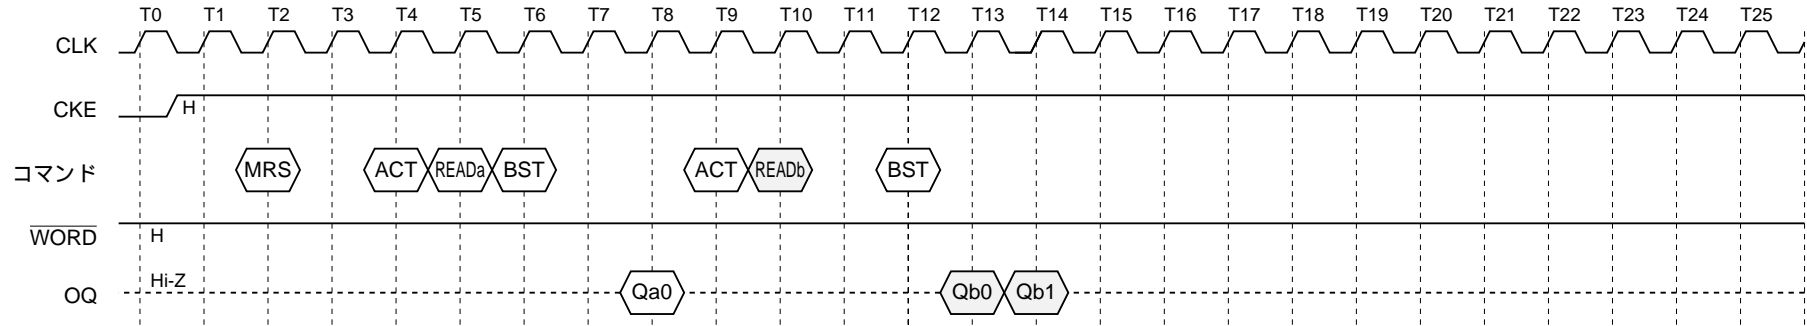 T0 T1 T2 T3 T4 T5 T6 T7 T8 T9 T10 T11 T12 T13 T14 T15 T16 T17 T18 T19 T20 T21 T22 T23 T24 T25
CLK
CKE H
コマンド MRS ACT READa BST ACT READb BST
WORD H
OQ Hi-Z Qa0 Qb0 Qb1